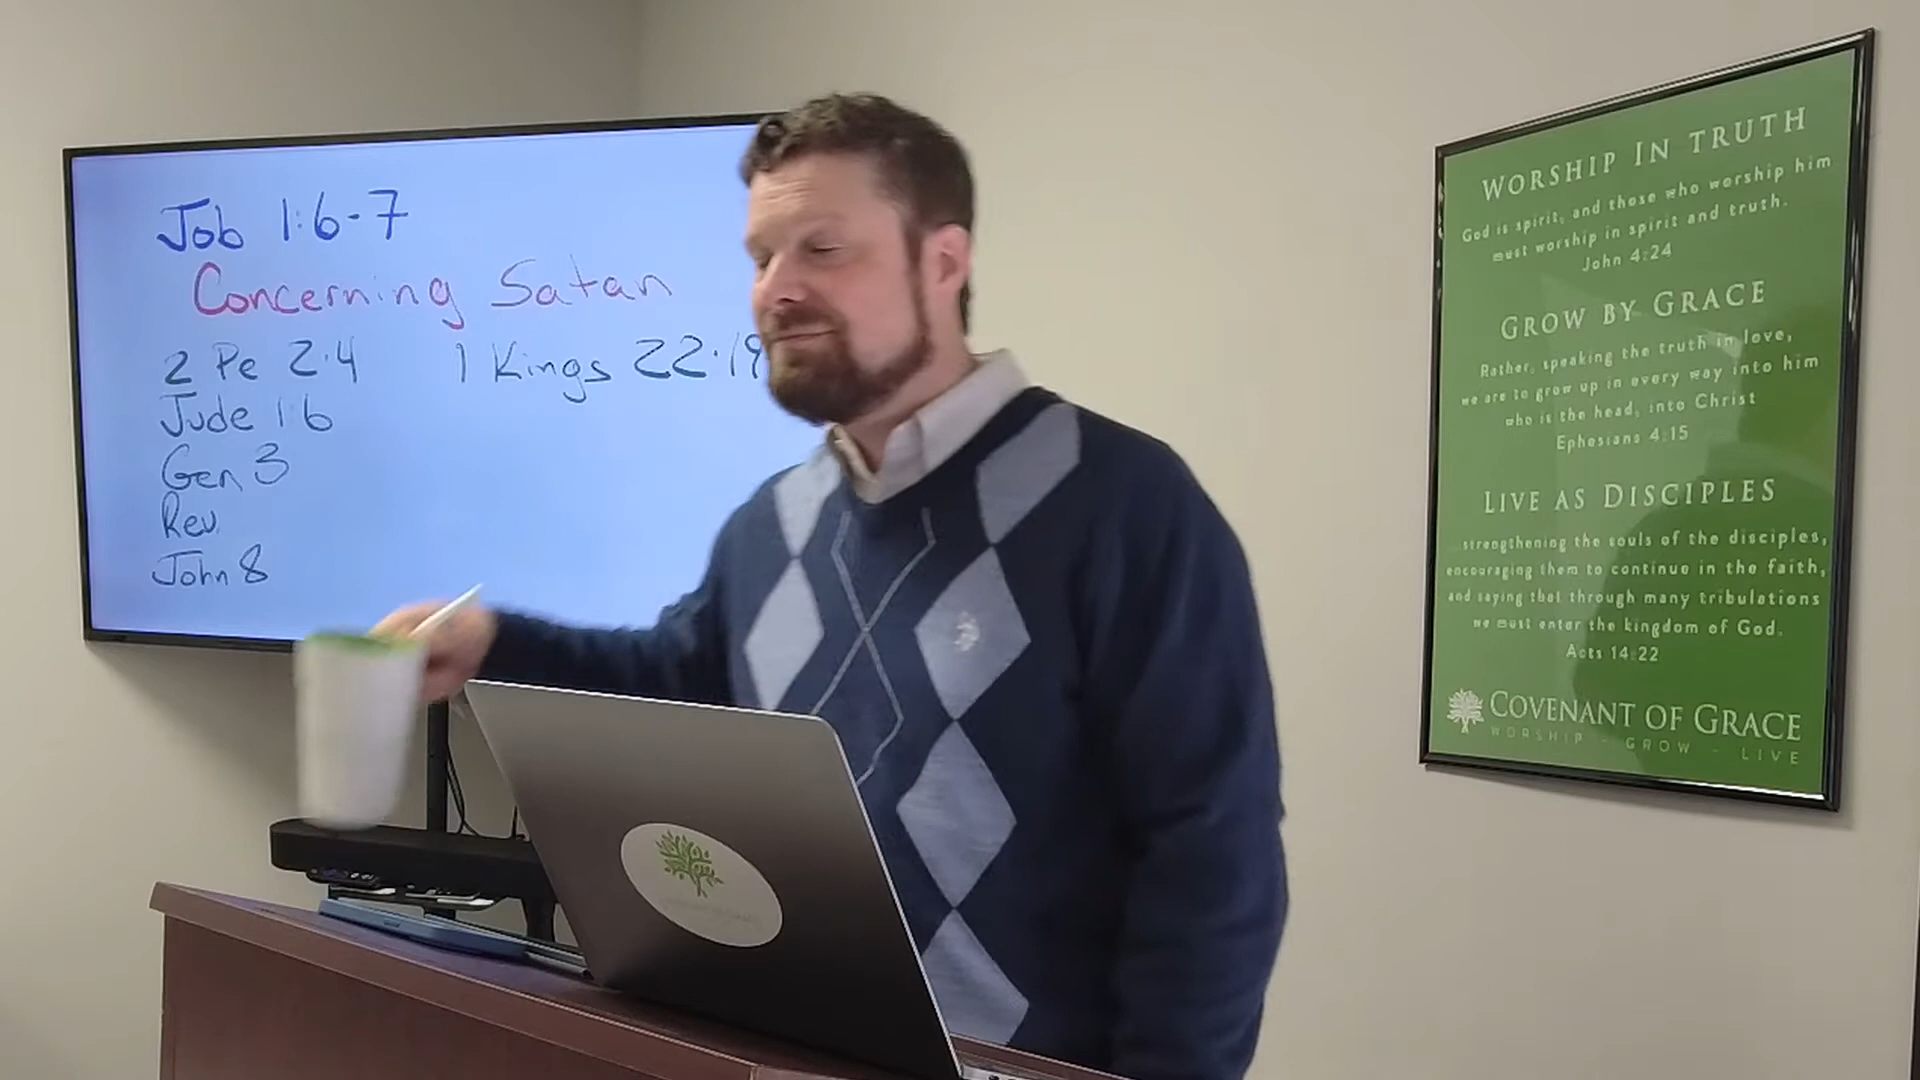 Job 1:6-7
Concerning Satan
2 Pe 2:4 1 Kings 22:19
Jude 1:6
Gen 3
Rev.
John 8
WORSHIP IN TRUTH
God is spirit, and those who worship him
must worship in spirit and truth.
John 4:24
GROW BY GRACE
Rather, speaking the truth in love,
we are to grow up in every way into him
who is the head, into Christ
Ephesians 4:15
LIVE AS DISCIPLES
strengthening the souls of the disciples,
encouraging them to continue in the faith,
and saying that through many tribulations
we must enter the kingdom of God.
Acts 14:22
COVENANT OF GRACE
WORSHIP - GROW - LIVE